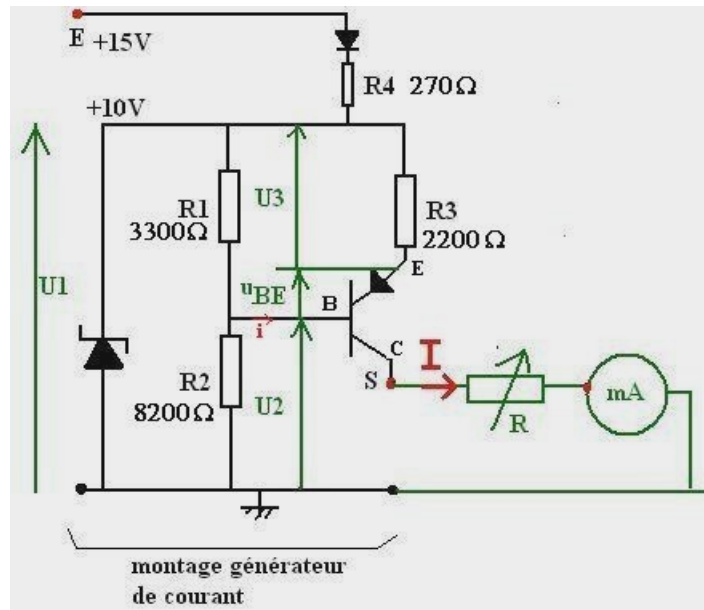 E +15V
R4 270Ω
+10V
R1
3300Ω
U3
R3
2200Ω
E
U1
uBE
B
i
C
I
S
R2
8200Ω
U2
R
mA
montage générateur
de courant